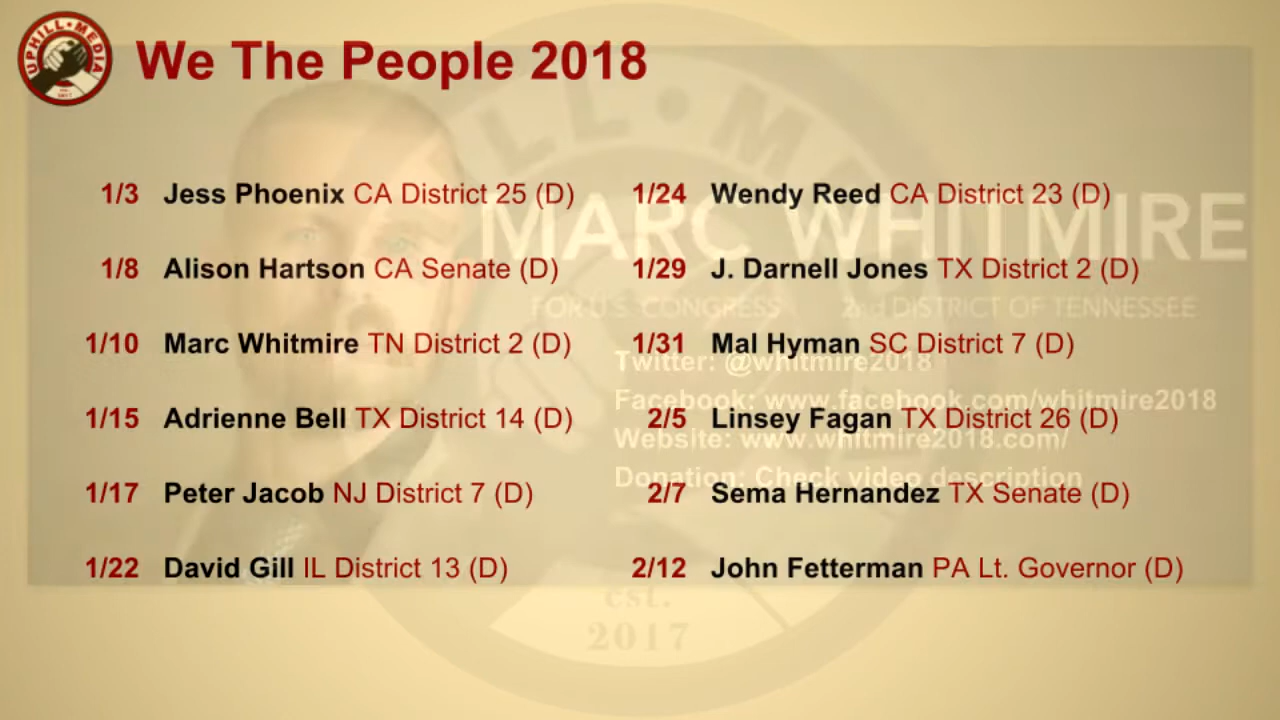 UPHILL • MEDIA
We The People 2018
1/3 Jess Phoenix CA District 25 (D)
1/8 Alison Hartson CA Senate (D)
1/10 Marc Whitmire TN District 2 (D)
1/15 Adrienne Bell TX District 14 (D)
1/17 Peter Jacob NJ District 7 (D)
1/22 David Gill IL District 13 (D)
1/24 Wendy Reed CA District 23 (D)
1/29 J. Darnell Jones TX District 2 (D)
1/31 Mal Hyman SC District 7 (D)
2/5 Linsey Fagan TX District 26 (D)
2/7 Sema Hernandez TX Senate (D)
2/12 John Fetterman PA Lt. Governor (D)
MARC WHITMIRE
FOR U.S. CONGRESS 2nd DISTRICT OF TENNESSEE
Twitter: @whitmire2018
Facebook: www.facebook.com/whitmire2018
Website: www.whitmire2018.com/
Donation: Check video description
est.
2017